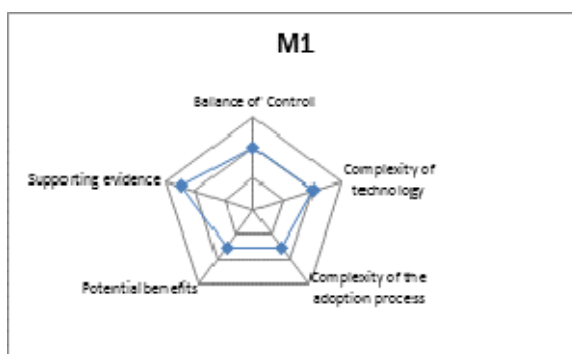 M1
Ballance of Control
Supporting evidence
Complexity of
technology
Potential benefits
Complexity of the
adoption process